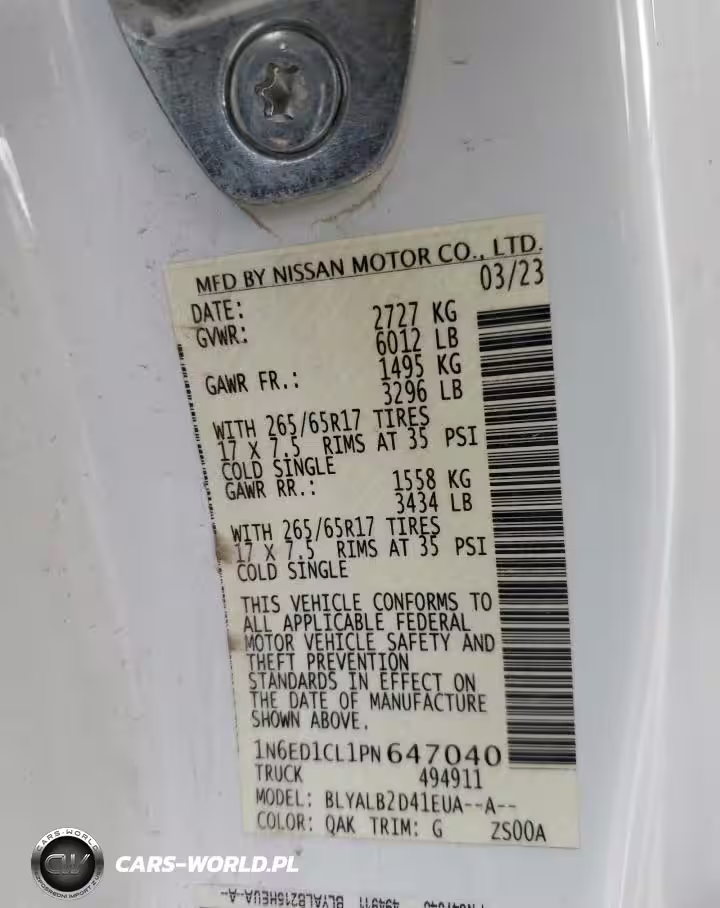 MFD BY NISSAN MOTOR CO., LTD.
DATE: 03/23
GVWR: 2727 KG
6012 LB
GAWR FR.: 1495 KG
3296 LB
WITH 265/65R17 TIRES
17 X 7.5 RIMS AT 35 PSI
COLD SINGLE
GAWR RR.: 1558 KG
3434 LB
WITH 265/65R17 TIRES
17 X 7.5 RIMS AT 35 PSI
COLD SINGLE
THIS VEHICLE CONFORMS TO
ALL APPLICABLE FEDERAL
MOTOR VEHICLE SAFETY AND
THEFT PREVENTION
STANDARDS IN EFFECT ON
THE DATE OF MANUFACTURE
SHOWN ABOVE.
1N6ED1CL1PN647040
TRUCK 494911
MODEL: BLYALB2D41EUA--A--
COLOR: QAK TRIM: G ZS00A
CARS-WORLD.PL
CARS-WORLD
CW
494911